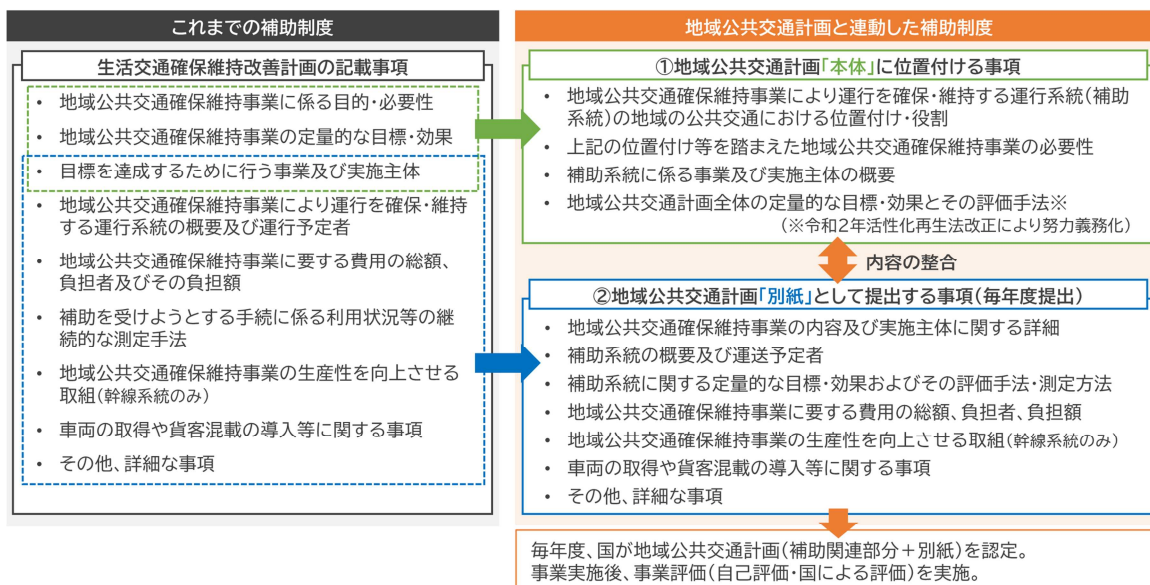 これまでの補助制度
生活交通確保維持改善計画の記載事項
・ 地域公共交通確保維持事業に係る目的・必要性
・ 地域公共交通確保維持事業の定量的な目標・効果
・ 目標を達成するために行う事業及び実施主体
・ 地域公共交通確保維持事業により運行を確保・維持
する運行系統の概要及び運行予定者
・ 地域公共交通確保維持事業に要する費用の総額、
負担者及びその負担額
・ 補助を受けようとする手続に係る利用状況等の継
続的な測定手法
・ 地域公共交通確保維持事業の生産性を向上させる
取組(幹線系統のみ)
・ 車両の取得や貨客混載の導入等に関する事項
・ その他、詳細な事項
地域公共交通計画と連動した補助制度
①地域公共交通計画「本体」に位置付ける事項
・ 地域公共交通確保維持事業により運行を確保・維持する運行系統(補助
系統)の地域の公共交通における位置付け・役割
・ 上記の位置付け等を踏まえた地域公共交通確保維持事業の必要性
・ 補助系統に係る事業及び実施主体の概要
・ 地域公共交通計画全体の定量的な目標・効果とその評価手法※
(※令和2年活性化再生法改正により努力義務化)
内容の整合
②地域公共交通計画「別紙」として提出する事項(毎年度提出)
・ 地域公共交通確保維持事業の内容及び実施主体に関する詳細
・ 補助系統の概要及び運送予定者
・ 補助系統に関する定量的な目標・効果およびその評価手法・測定方法
・ 地域公共交通確保維持事業に要する費用の総額、負担者、負担額
・ 地域公共交通確保維持事業の生産性を向上させる取組(幹線系統のみ)
・ 車両の取得や貨客混載の導入等に関する事項
・ その他、詳細な事項
毎年度、国が地域公共交通計画(補助関連部分+別紙)を認定。
事業実施後、事業評価(自己評価・国による評価)を実施。